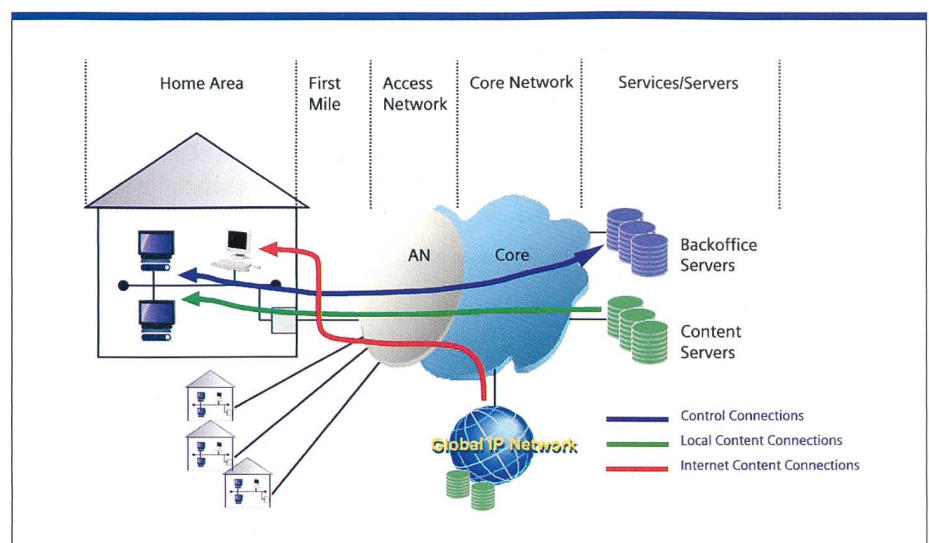 Home Area
First
Mile
Access
Network
Core Network
Services/Servers
AN
Core
Backoffice
Servers
Content
Servers
Global IP Network
Control Connections
Local Content Connections
Internet Content Connections